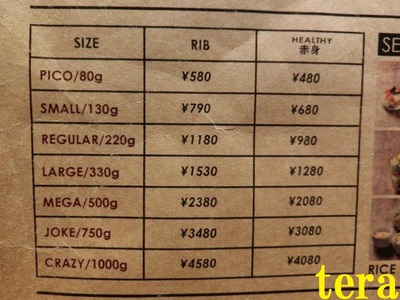 SIZE RIB HEALTHY
赤身
PICO/80g ¥580 ¥480
SMALL/130g ¥790 ¥680
REGULAR/220g ¥1180 ¥980
LARGE/330g ¥1530 ¥1280
MEGA/500g ¥2380 ¥2080
JOKE/750g ¥3480 ¥3080
CRAZY/1000g ¥4580 ¥4080
SE
RICE
tera